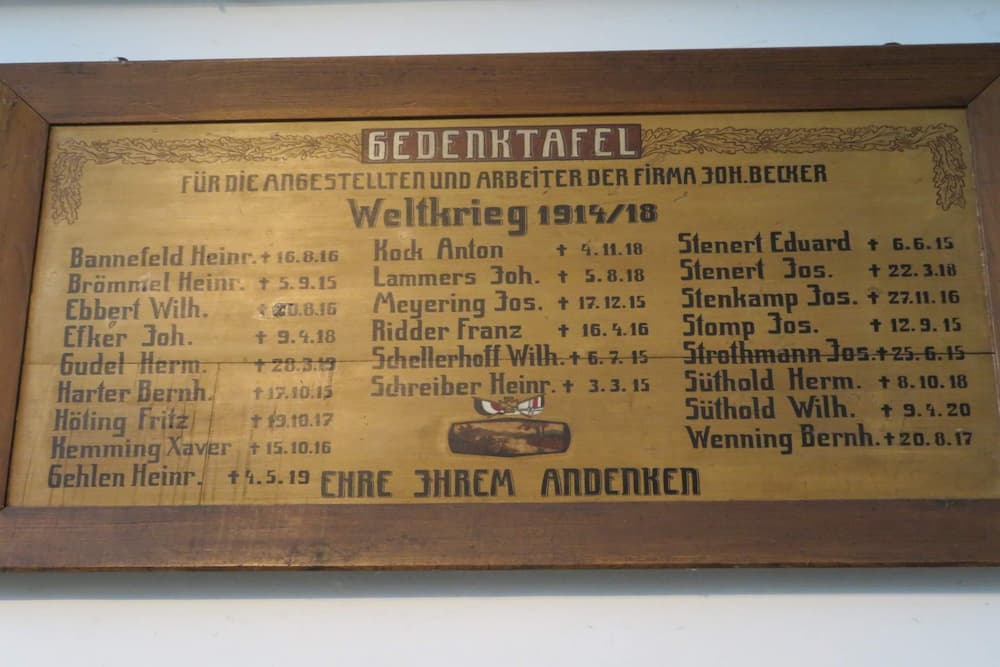 GEDENKTAFEL
FÜR DIE ANGESTELLTEN UND ARBEITER DER FIRMA JOH. BECKER
Weltkrieg 1914/18
Bannefeld Heinr. † 16.8.16
Brömmel Heinr. † 5.9.15
Ebbert Wilh. † 20.8.16
Efker Joh. † 9.4.18
Gudel Herm. † 28.3.19
Harter Bernh. † 17.10.15
Höting Fritz † 19.10.17
Kemming Xaver † 15.10.16
Gehlen Heinr. † 4.5.19
Kock Anton † 4.11.18
Lammers Joh. † 5.8.18
Meyering Jos. † 17.12.15
Ridder Franz † 16.4.16
Schellerhoff Wilh. † 6.7.15
Schreiber Heinr. † 3.3.15
Stenert Eduard † 6.6.15
Stenert Jos. † 22.3.18
Stenkamp Jos. † 27.11.16
Stomp Jos. † 12.9.15
Strothmann Jos. † 25.6.15
Süthold Herm. † 8.10.18
Süthold Wilh. † 9.4.20
Wenning Bernh. † 20.8.17
EHRE IHREM ANDENKEN